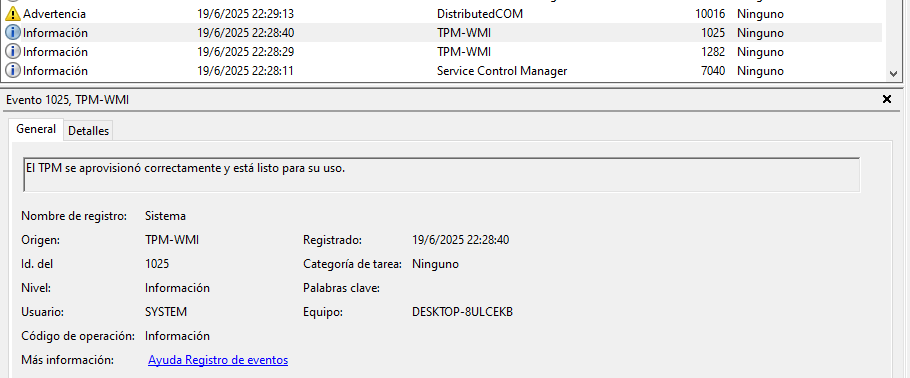 Advertencia 19/6/2025 22:29:13 DistributedCOM 10016 Ninguno
Información 19/6/2025 22:28:40 TPM-WMI 1025 Ninguno
Información 19/6/2025 22:28:29 TPM-WMI 1282 Ninguno
Información 19/6/2025 22:28:11 Service Control Manager 7040 Ninguno
Evento 1025, TPM-WMI
General Detalles
El TPM se aprovisionó correctamente y está listo para su uso.
Nombre de registro: Sistema
Origen: TPM-WMI Registrado: 19/6/2025 22:28:40
Id. del 1025 Categoría de tarea: Ninguno
Nivel: Información Palabras clave:
Usuario: SYSTEM Equipo: DESKTOP-8ULCEKB
Código de operación: Información
Más información: Ayuda Registro de eventos